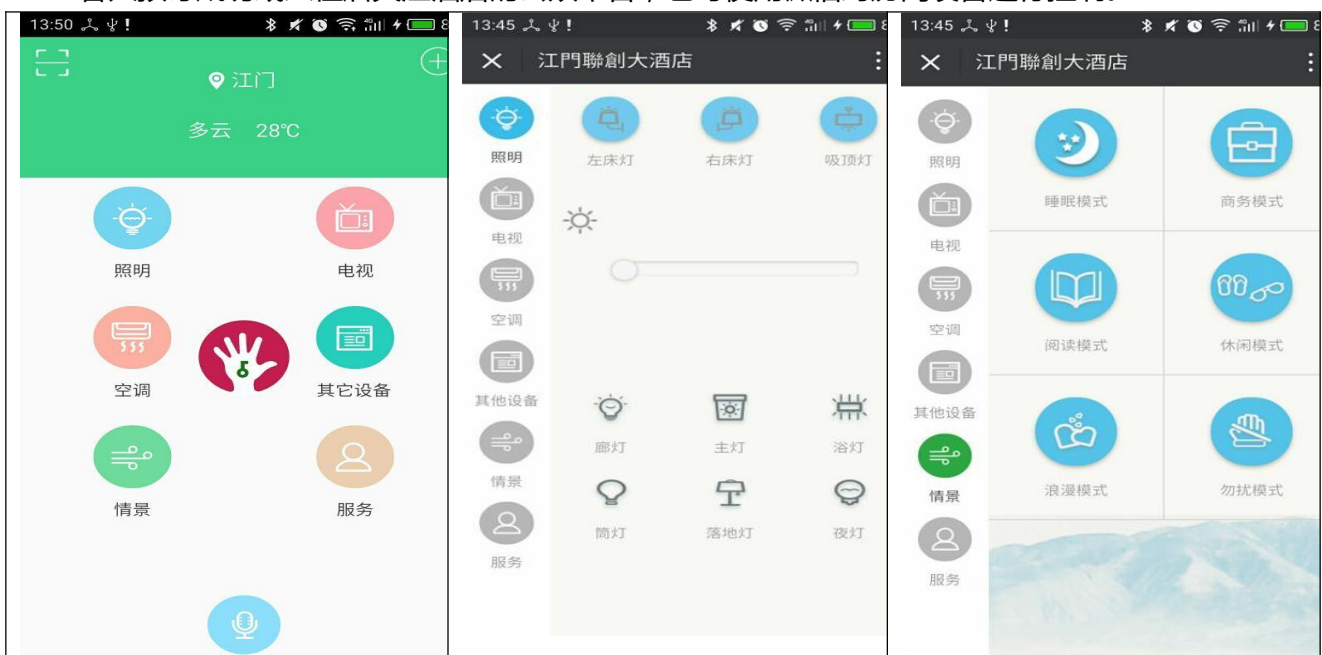 13:50
江门
多云 28℃
照明 电视
空调 其它设备
情景 服务
13:45
江門聯創大酒店
照明
电视
空调
其他设备
情景
服务
左床灯 右床灯 吸顶灯
廊灯 主灯 浴灯
筒灯 落地灯 夜灯
13:45
江門聯創大酒店
照明
电视
空调
其他设备
情景
服务
睡眠模式 商务模式
阅读模式 休闲模式
浪漫模式 勿扰模式